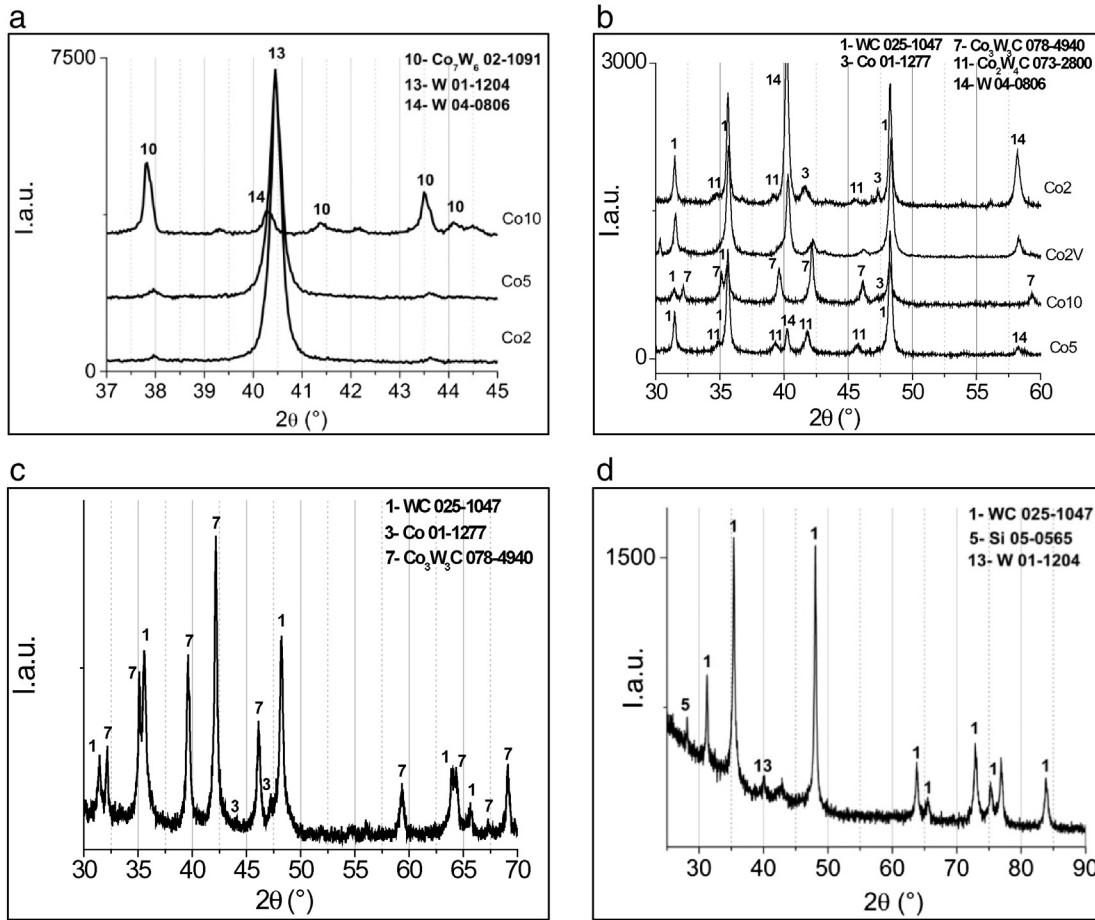 a
7500
13
10- Co7W6 02-1091
13- W 01-1204
14- W 04-0806
10
10
14
10
10
Co10
Co5
Co2
I.a.u.
0
37 38 39 40 41 42 43 44 45
2θ (°)
b
3000
1- WC 025-1047 7- Co3W3C 078-4940
3- Co 01-1277 11- Co2W4C 073-2800
14- W 04-0806
14
1
1
1
14
11
11
3
11
3
Co2
Co2V
1
7
7
1
7
7
7
3
7
Co10
1
11
1
11
14
11
11
1
14
Co5
I.a.u.
0
30 35 40 45 50 55 60
2θ (°)
c
1- WC 025-1047
3- Co 01-1277
7- Co3W3C 078-4940
7
1
7
1
7
1
7
7
3
3
7
1
7
1
7
7
I.a.u.
30 35 40 45 50 55 60 65 70
2θ (°)
d
1- WC 025-1047
5- Si 05-0565
13- W 01-1204
1500
1
1
1
5
13
1
1
1
1
1
I.a.u.
30 40 50 60 70 80 90
2θ (°)